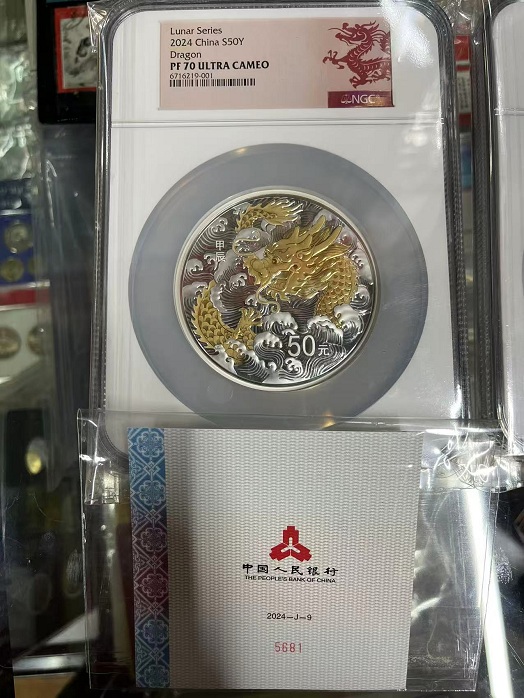 Lunar Series
2024 China S50Y
Dragon
PF 70 ULTRA CAMEO
6716219-001
NGC
甲
辰
50元
中国人民银行
THE PEOPLE'S BANK OF CHINA
2024-J-9
5681